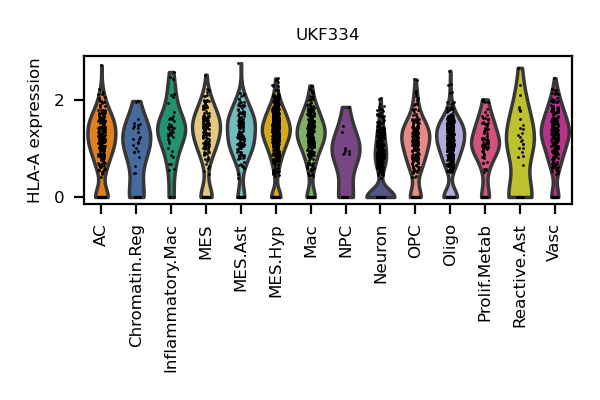 UKF334
HLA-A expression
2
0
AC
Chromatin.Reg
Inflammatory.Mac
MES
MES.Ast
MES.Hyp
Mac
NPC
Neuron
OPC
Oligo
Prolif.Metab
Reactive.Ast
Vasc